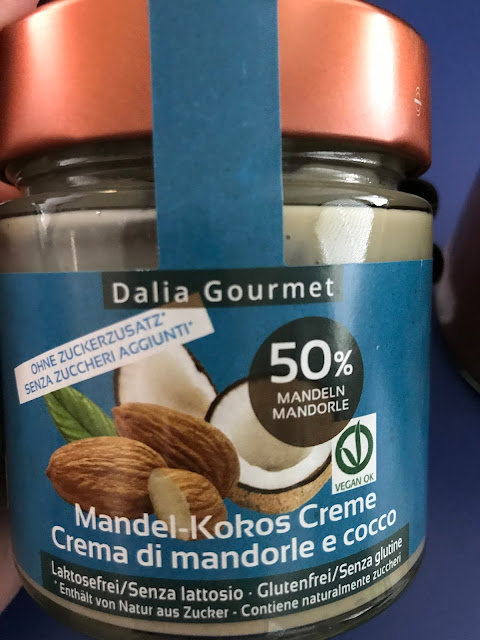 Dalia Gourmet
OHNE ZUCKERZUSATZ*
SENZA ZUCCHERI AGGIUNTI*
50%
MANDELN
MANDORLE
VEGAN OK
Mandel-Kokos Creme
Crema di mandorle e cocco
Laktosefrei/Senza lattosio · Glutenfrei/Senza glutine
*Enthält von Natur aus Zucker - Contiene naturalmente zuccheri